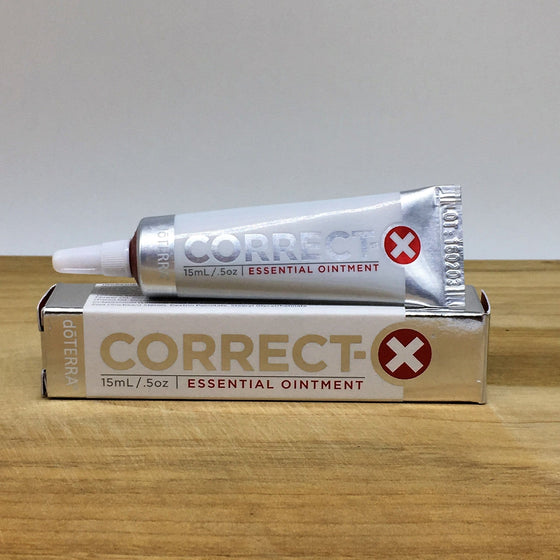 dōTERRA
CORRECT-X
15mL/.5oz | ESSENTIAL OINTMENT
dōTERRA
CORRECT-X
15mL/.5oz | ESSENTIAL OINTMENT